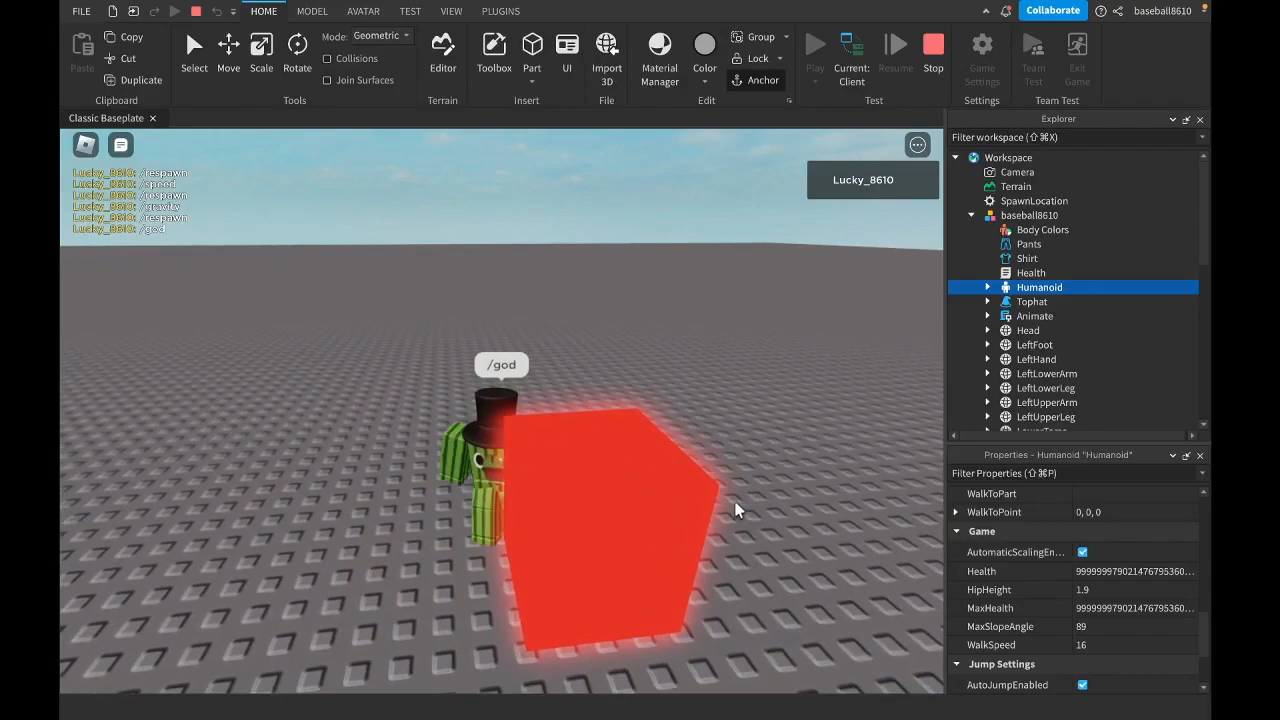 FILE HOME MODEL AVATAR TEST VIEW PLUGINS Collaborate baseball8610
Copy Mode: Geometric Group
Cut Collisions Lock
Paste Duplicate Select Move Scale Rotate Join Surfaces Editor Toolbox Part UI Import 3D Material Manager Color Anchor Play Current: Client Resume Stop Game Settings Team Test Exit Game
Clipboard Tools Terrain Insert File Edit Test Settings Team Test
Classic Baseplate
Lucky_8610: /respawn
Lucky_8610: /speed
Lucky_8610: /respawn
Lucky_8610: /gravity
Lucky_8610: /respawn
Lucky_8610: /god
Lucky_8610
/god
Explorer
Filter workspace (⇧⌘X)
Workspace
Camera
Terrain
SpawnLocation
baseball8610
Body Colors
Pants
Shirt
Health
Humanoid
Tophat
Animate
Head
LeftFoot
LeftHand
LeftLowerArm
LeftLowerLeg
LeftUpperArm
LeftUpperLeg
Properties - Humanoid "Humanoid"
Filter Properties (⇧⌘P)
WalkToPart
WalkToPoint 0, 0, 0
Game
AutomaticScalingEn...
Health 999999979021476795360...
HipHeight 1.9
MaxHealth 999999979021476795360...
MaxSlopeAngle 89
WalkSpeed 16
Jump Settings
AutoJumpEnabled